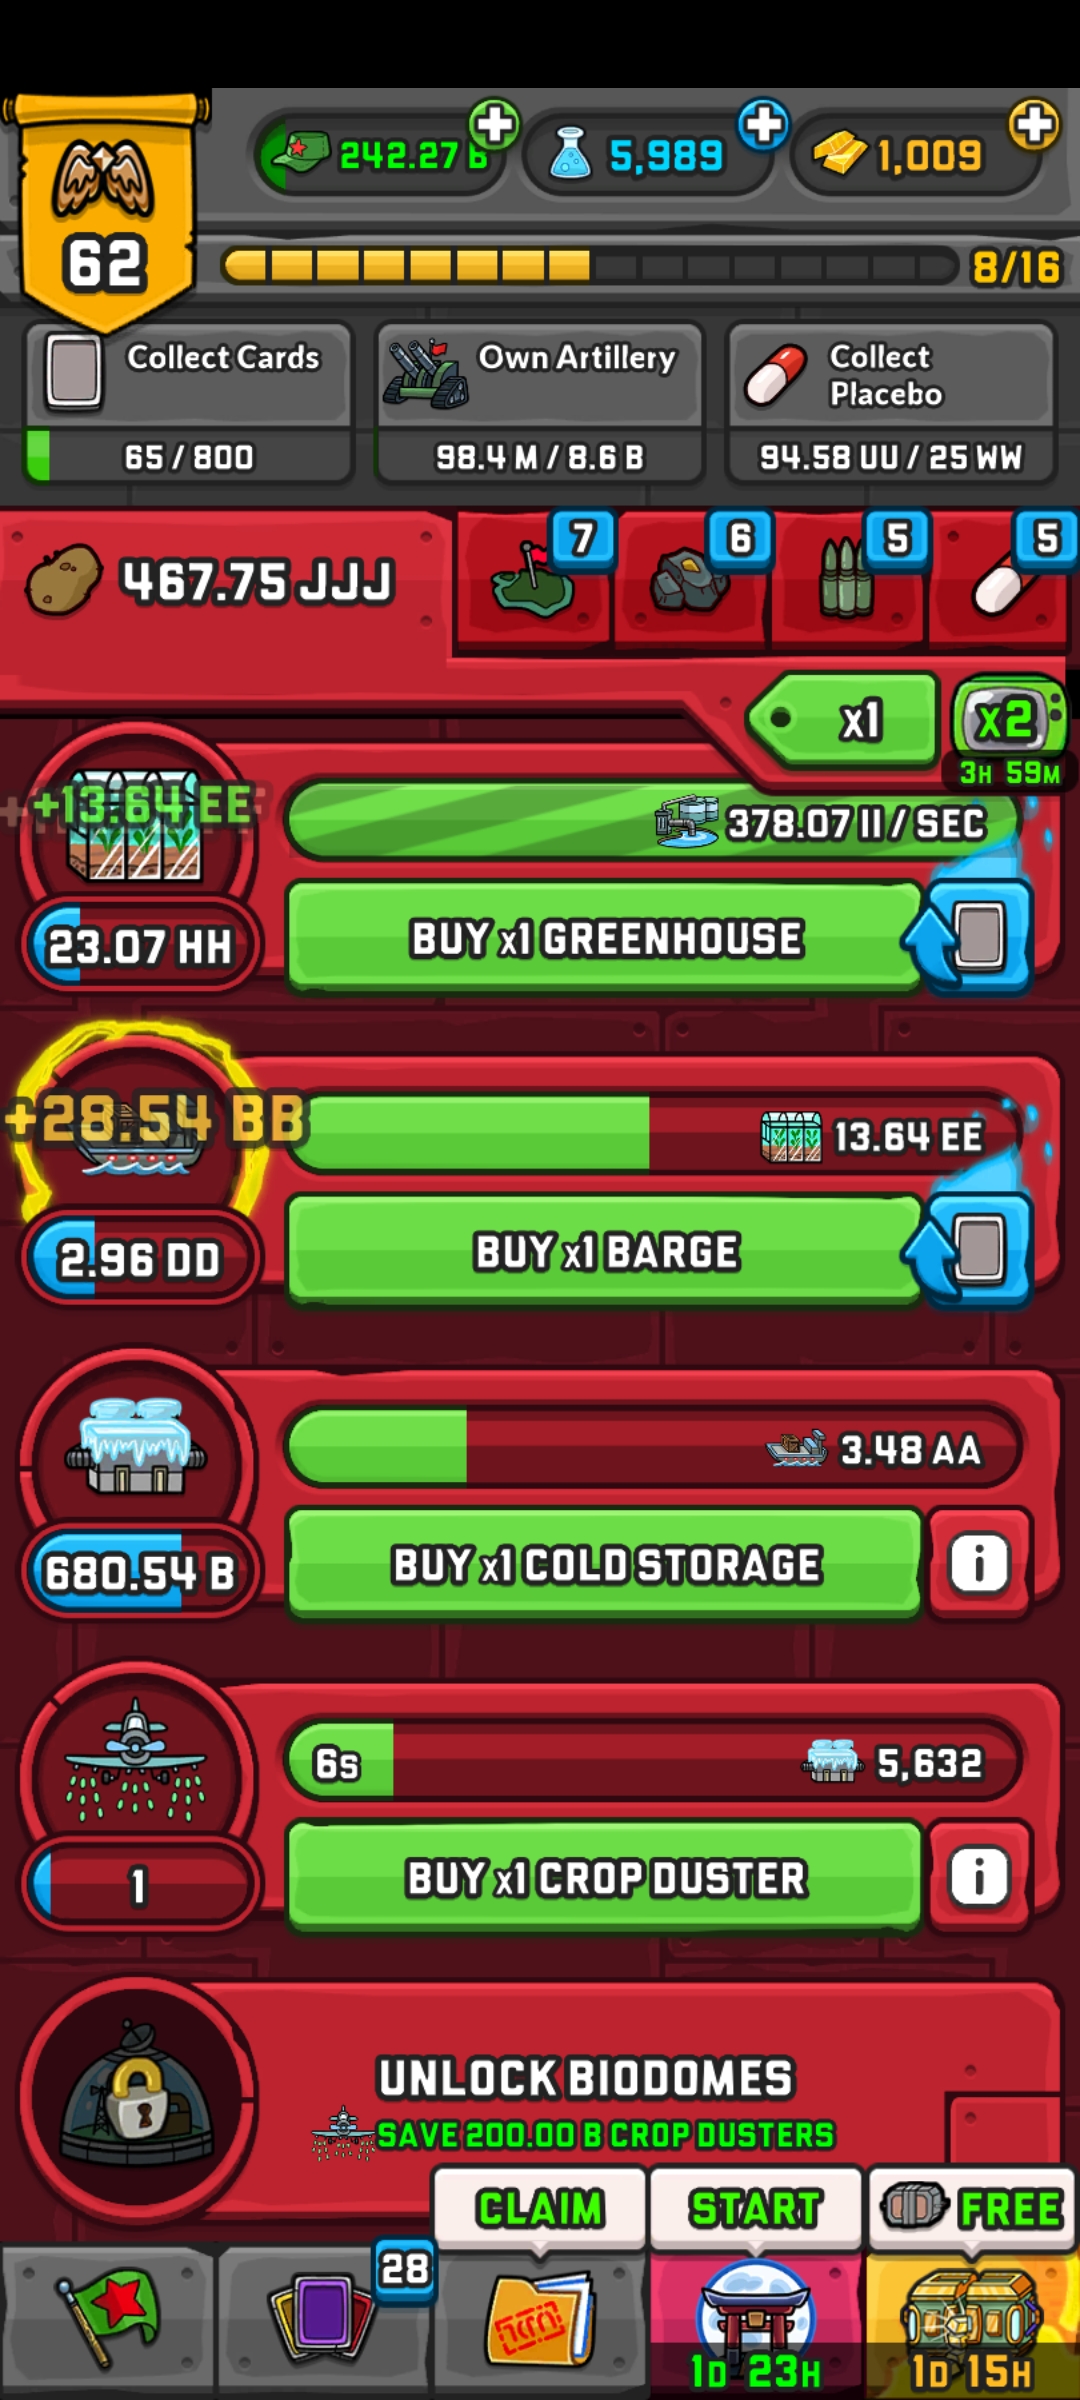 242.27 B
5,989
1,009
62
8/16
Collect Cards
65 / 800
Own Artillery
98.4 M / 8.6 B
Collect
Placebo
94.58 UU / 25 WW
467.75 JJJ
7
6
5
5
x1
x2
3H 59M
+13.64 EE
378.07 II / SEC
23.07 HH
BUY x1 GREENHOUSE
+28.54 BB
13.64 EE
2.96 DD
BUY x1 BARGE
3.48 AA
680.54 B
BUY x1 COLD STORAGE
i
6s
5,632
1
BUY x1 CROP DUSTER
i
UNLOCK BIODOMES
SAVE 200.00 B CROP DUSTERS
CLAIM
START
FREE
28
1D 23H
1D 15H